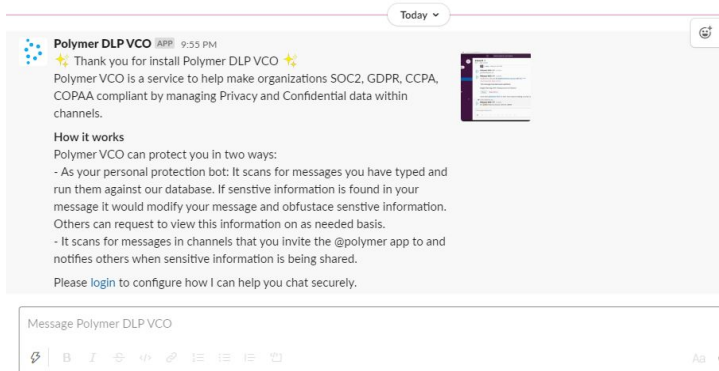 Today
Polymer DLP VCO APP 9:55 PM
Thank you for install Polymer DLP VCO
Polymer VCO is a service to help make organizations SOC2, GDPR, CCPA,
COPAA compliant by managing Privacy and Confidential data within
channels.
How it works
Polymer VCO can protect you in two ways:
- As your personal protection bot: It scans for messages you have typed and
run them against our database. If senstive information is found in your
message it would modify your message and obfustace senstive information.
Others can request to view this information on as needed basis.
- It scans for messages in channels that you invite the @polymer app to and
notifies others when sensitive information is being shared.
Please login to configure how I can help you chat securely.
Message Polymer DLP VCO
B I S </> Aa